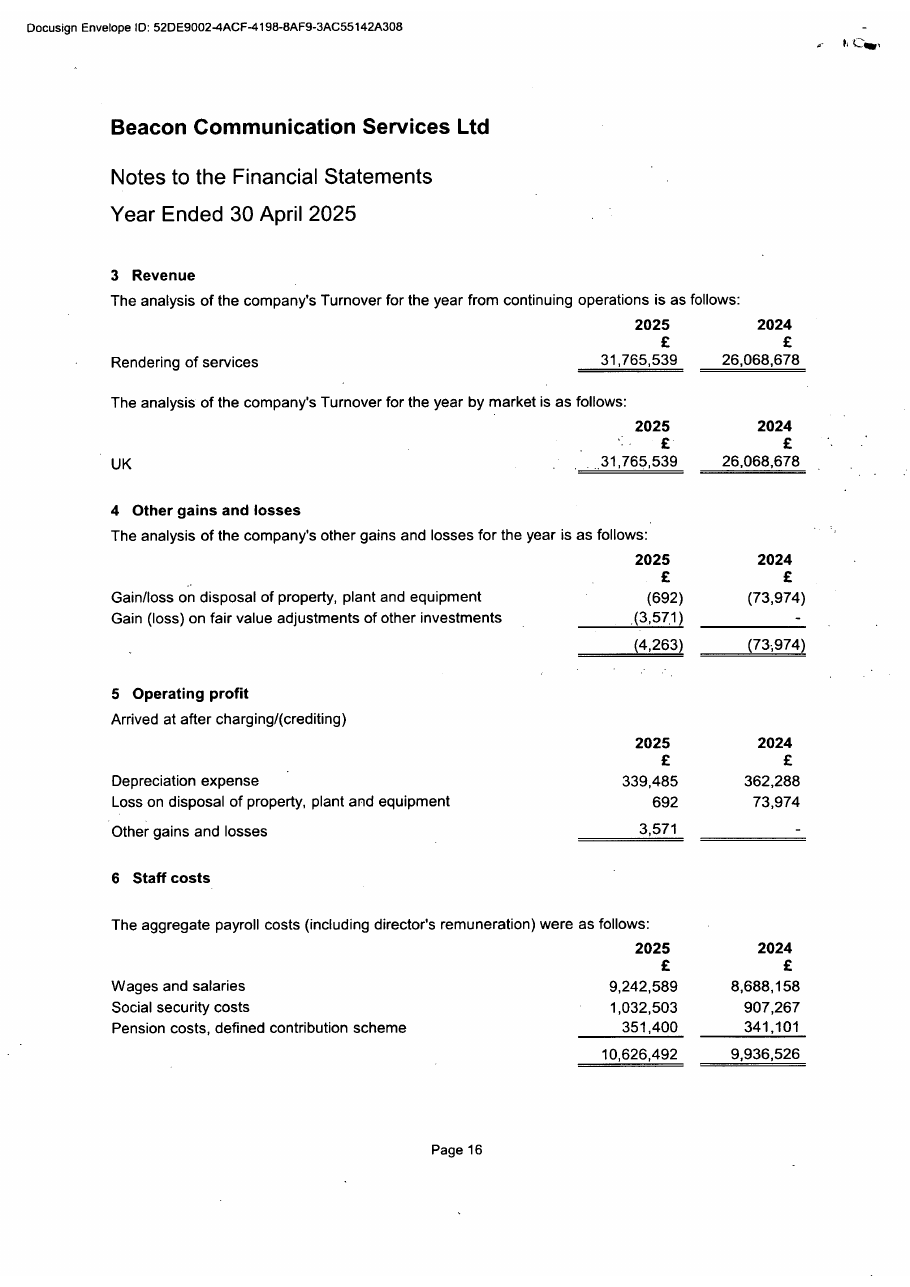 Docusign Envelope ID: 52DE9002-4ACF-4198-8AF9-3AC55142A308
Beacon Communication Services Ltd
Notes to the Financial Statements
Year Ended 30 April 2025
3 Revenue
The analysis of the company's Turnover for the year from continuing operations is as follows:
2025 2024
£ £
Rendering of services 31,765,539 26,068,678
The analysis of the company's Turnover for the year by market is as follows:
2025 2024
£ £
UK 31,765,539 26,068,678
4 Other gains and losses
The analysis of the company's other gains and losses for the year is as follows:
2025 2024
£ £
Gain/loss on disposal of property, plant and equipment (692) (73,974)
Gain (loss) on fair value adjustments of other investments (3,571) -
(4,263) (73,974)
5 Operating profit
Arrived at after charging/(crediting)
2025 2024
£ £
Depreciation expense 339,485 362,288
Loss on disposal of property, plant and equipment 692 73,974
Other gains and losses 3,571 -
6 Staff costs
The aggregate payroll costs (including director's remuneration) were as follows:
2025 2024
£ £
Wages and salaries 9,242,589 8,688,158
Social security costs 1,032,503 907,267
Pension costs, defined contribution scheme 351,400 341,101
10,626,492 9,936,526
Page 16